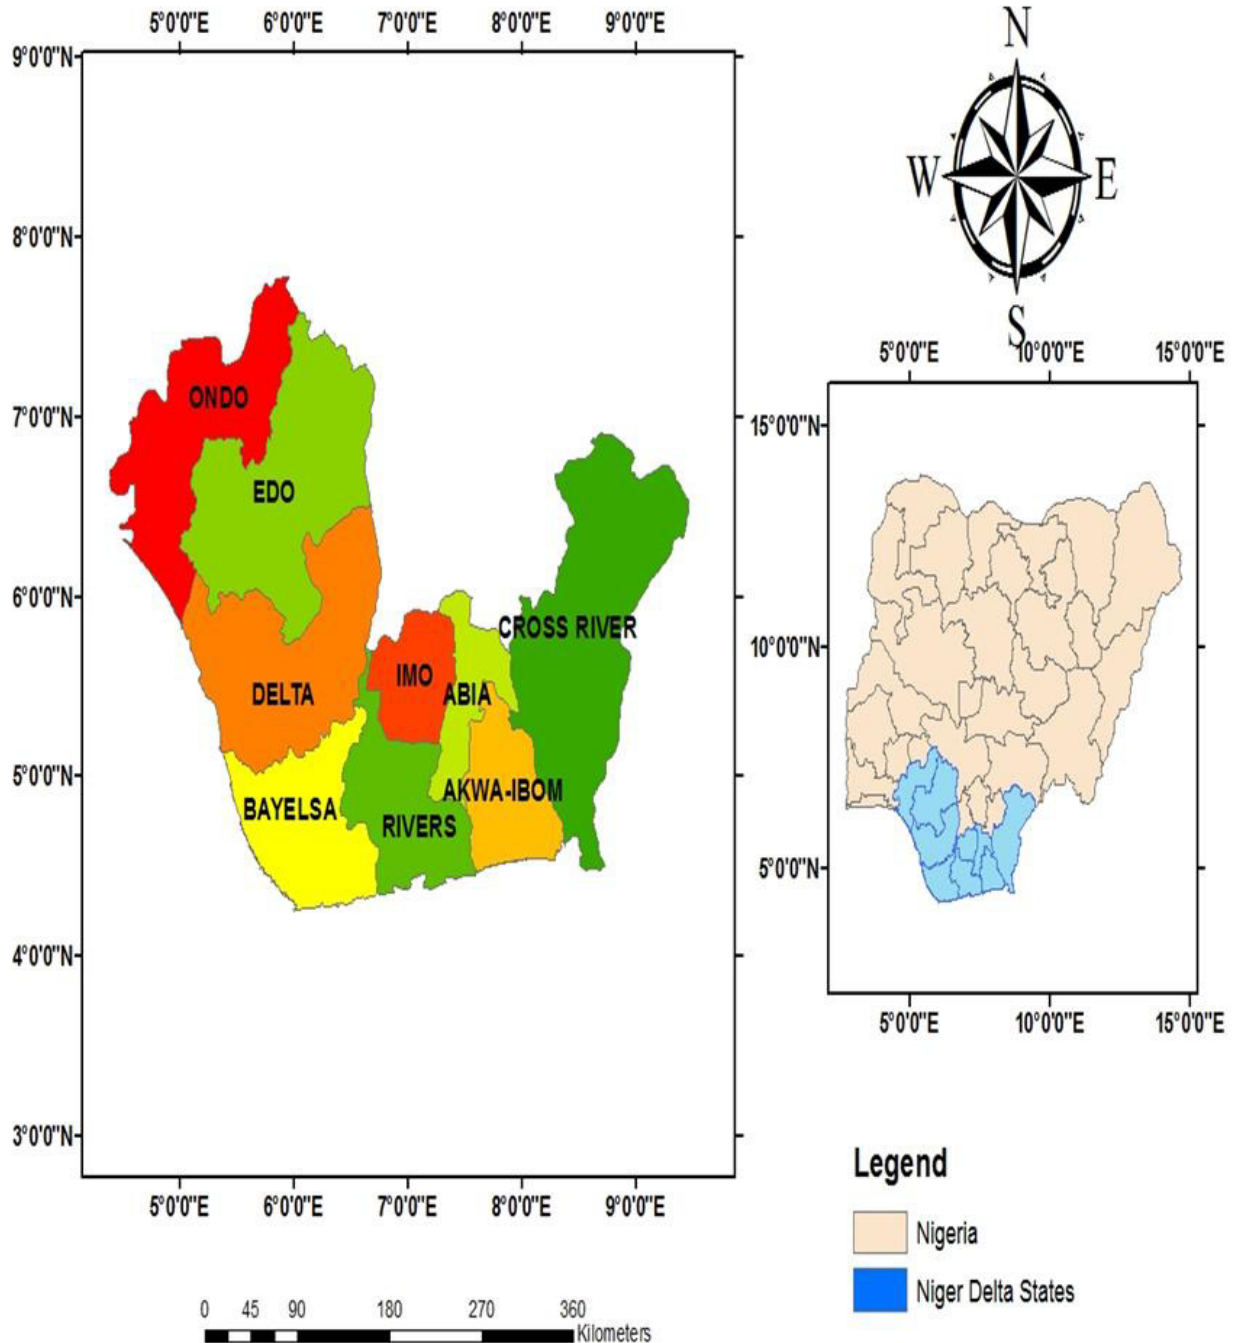 5°0'0"E 6°0'0"E 7°0'0"E 8°0'0"E 9°0'0"E
9°0'0"N
8°0'0"N
7°0'0"N
6°0'0"N
5°0'0"N
4°0'0"N
3°0'0"N
ONDO
EDO
CROSS RIVER
IMO
ABIA
DELTA
AKWA-IBOM
BAYELSA
RIVERS
5°0'0"E 6°0'0"E 7°0'0"E 8°0'0"E 9°0'0"E
0 45 90 180 270 360
Kilometers
N
W E
S
5°0'0"E 10°0'0"E 15°0'0"E
15°0'0"N
10°0'0"N
5°0'0"N
5°0'0"E 10°0'0"E 15°0'0"E
Legend
Nigeria
Niger Delta States